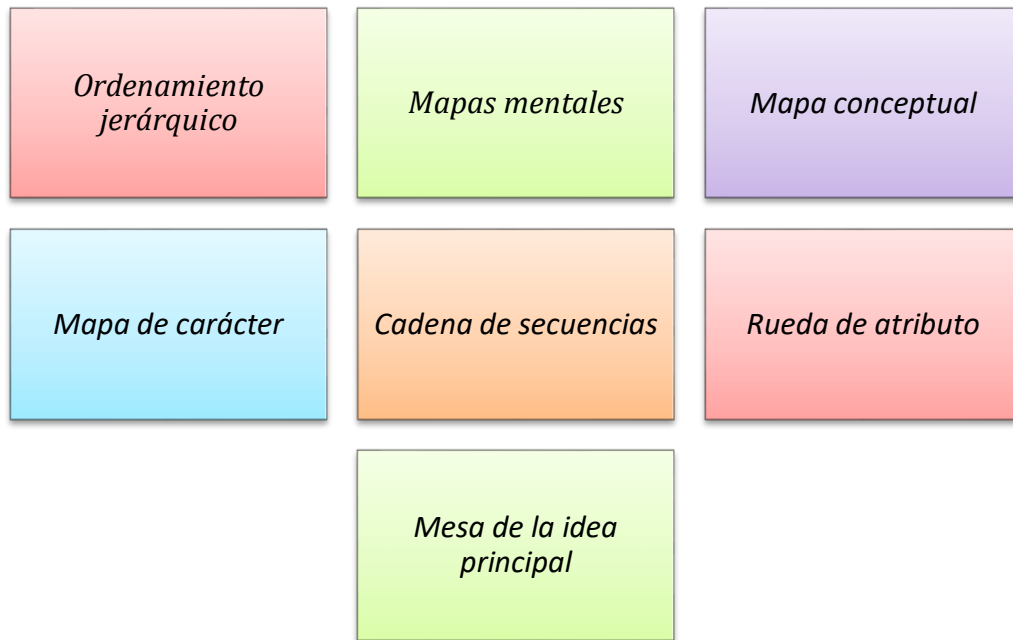 Ordenamiento
jerárquico
Mapas mentales
Mapa conceptual
Mapa de carácter
Cadena de secuencias
Rueda de atributo
Mesa de la idea
principal